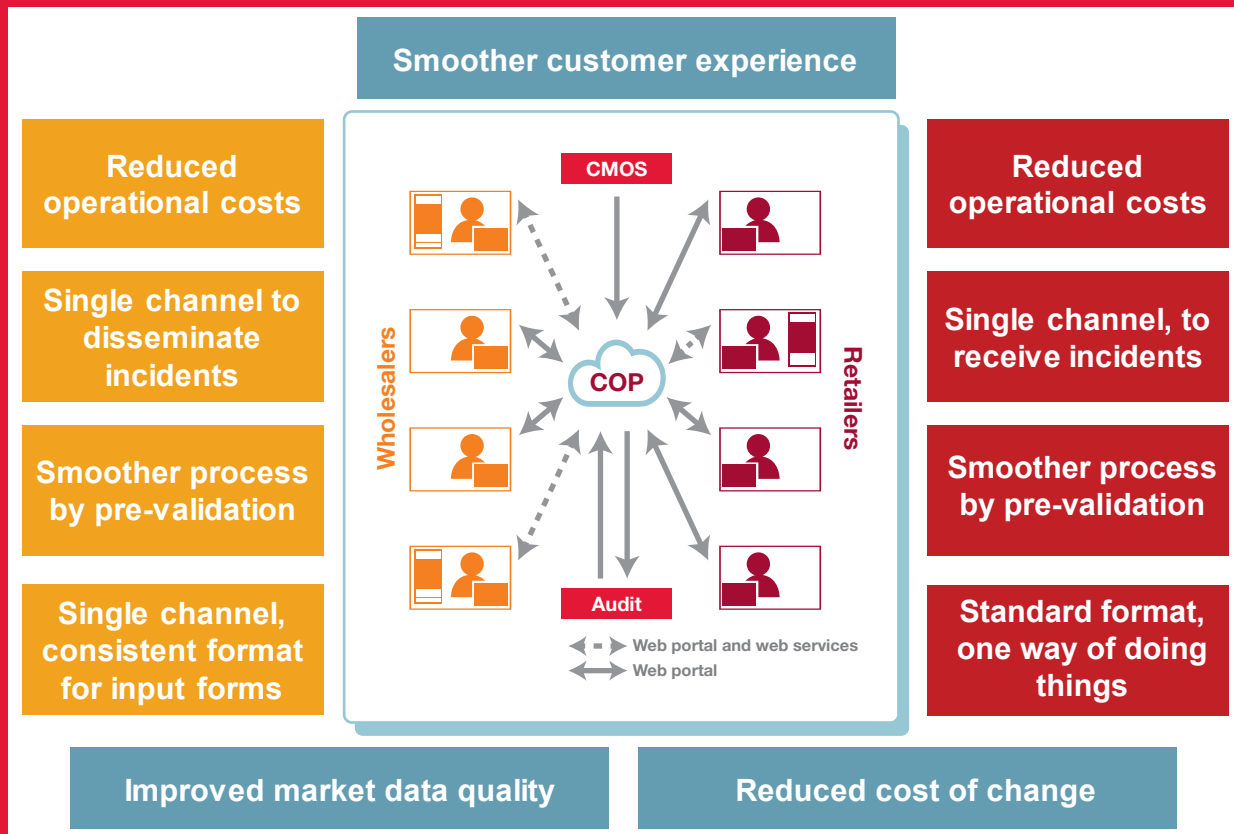 Smoother customer experience
Reduced
operational costs
Single channel to
disseminate
incidents
Smoother process
by pre-validation
Single channel,
consistent format
for input forms
CMOS
Wholesalers
COP
Retailers
Audit
Web portal and web services
Web portal
Reduced
operational costs
Single channel, to
receive incidents
Smoother process
by pre-validation
Standard format,
one way of doing
things
Improved market data quality
Reduced cost of change